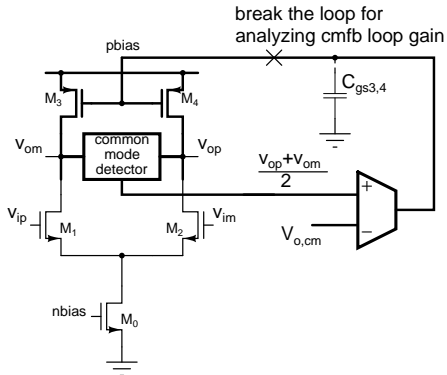 break the loop for
analyzing cmfb loop gain
pbias
M3
M4
Cgs3,4
vom
common
mode
detector
vop
vop+vom
2
+
vip
M1
M2
vim
Vo,cm
−
nbias
M0